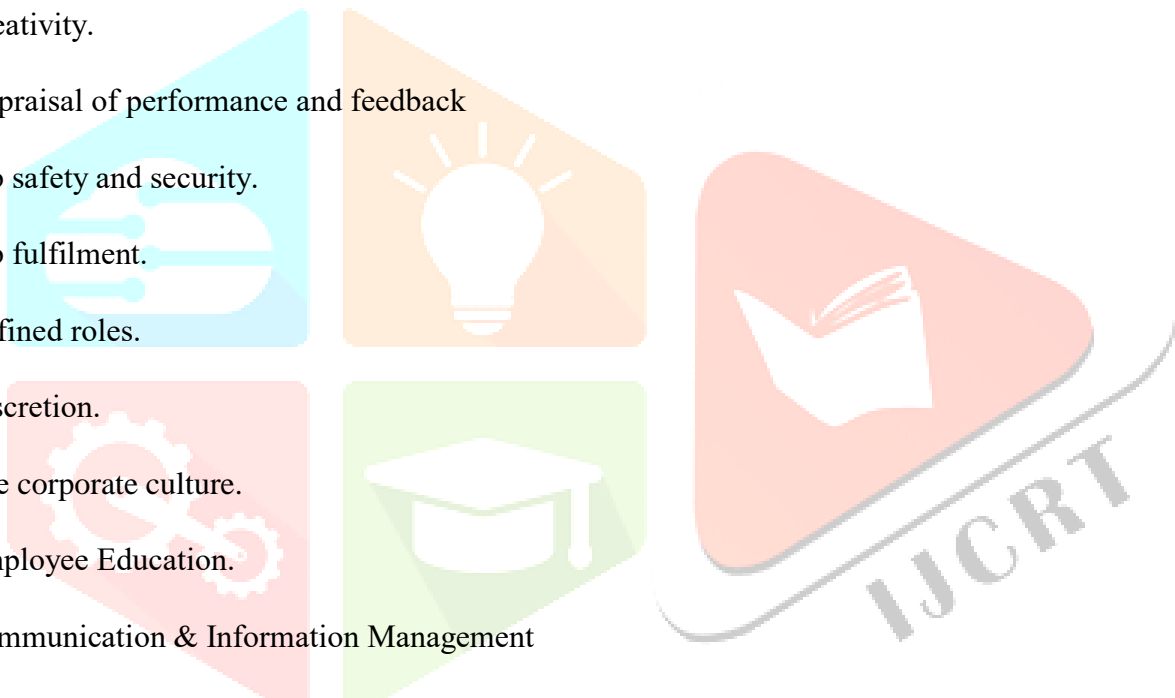 eativity.
praisal of performance and feedback
o safety and security.
o fulfilment.
fined roles.
scretion.
e corporate culture.
nployee Education.
mmunication & Information Management
IJCRT